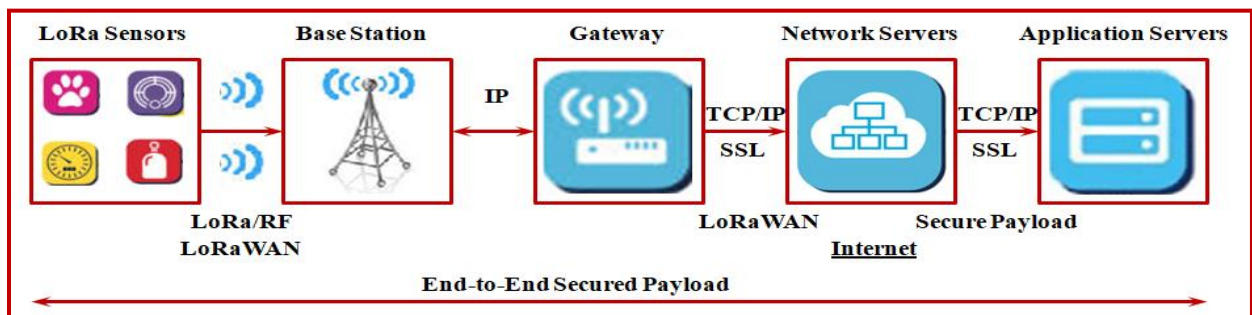 LoRa Sensors
Base Station
Gateway
Network Servers
Application Servers
IP
TCP/IP
SSL
TCP/IP
SSL
LoRa/RF
LoRaWAN
LoRaWAN
Internet
Secure Payload
End-to-End Secured Payload